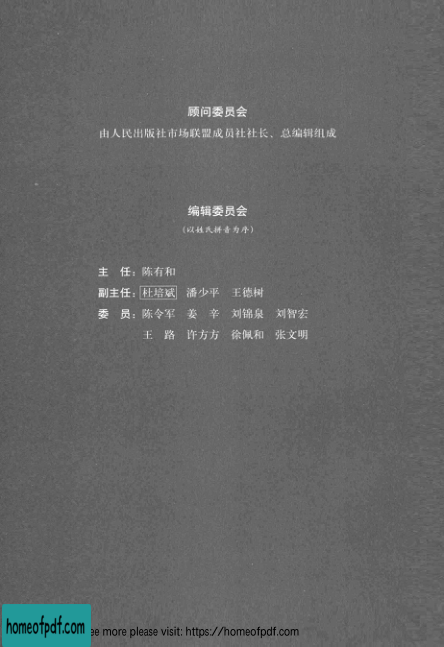 顾问委员会
由人民出版社市场联盟成员社社长、总编辑组成
编辑委员会
(以姓氏拼音为序)
主 任：陈有和
副主任：杜培斌 潘少平 王德树
委 员：陈令军 姜 辛 刘锦泉 刘智宏
王 路 许方方 徐佩和 张文明
homeofpdf.com
ee more please visit: https://homeofpdf.com